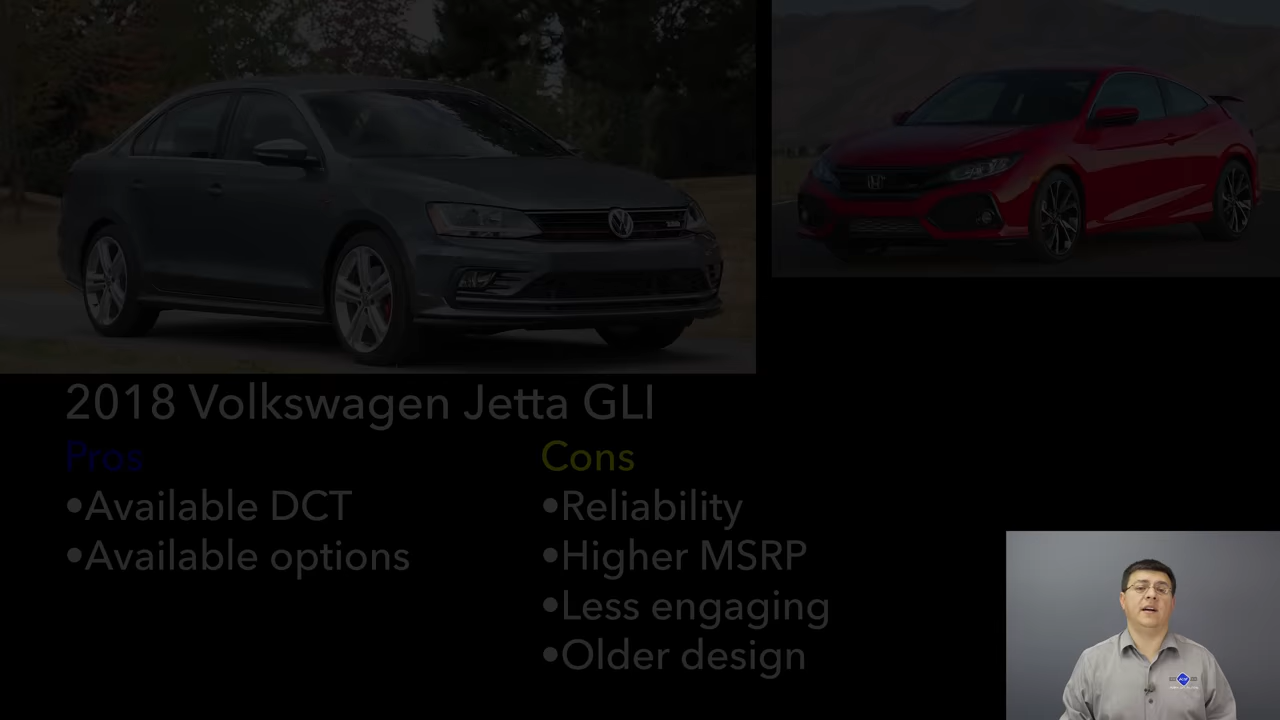 2018 Volkswagen Jetta GLI
Pros
•Available DCT
•Available options
Cons
•Reliability
•Higher MSRP
•Less engaging
•Older design